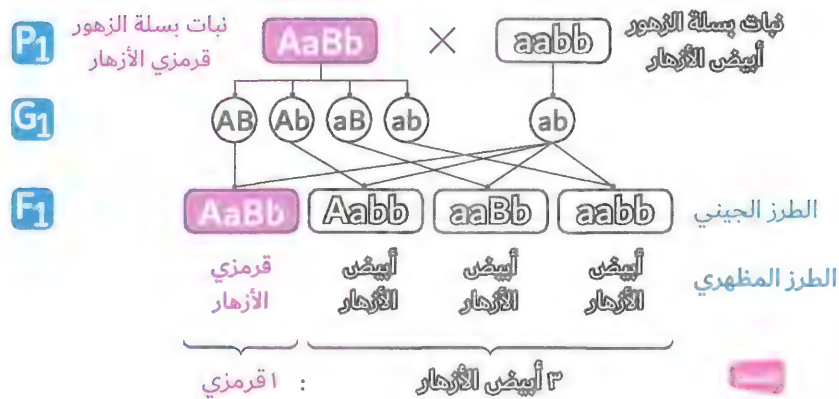 P1 نبات بسلة الزهور AaBb × aabb نبات بسلة الزهور
قرمزي الأزهار أبيض الأزهار
G1 AB Ab aB ab ab
F1 AaBb Aabb aaBb aabb الطرز الجيني
قرمزي أبيض أبيض أبيض الطرز المظهري
الأزهار الأزهار الأزهار الأزهار
١ قرمزي : ٣ أبيض الأزهار